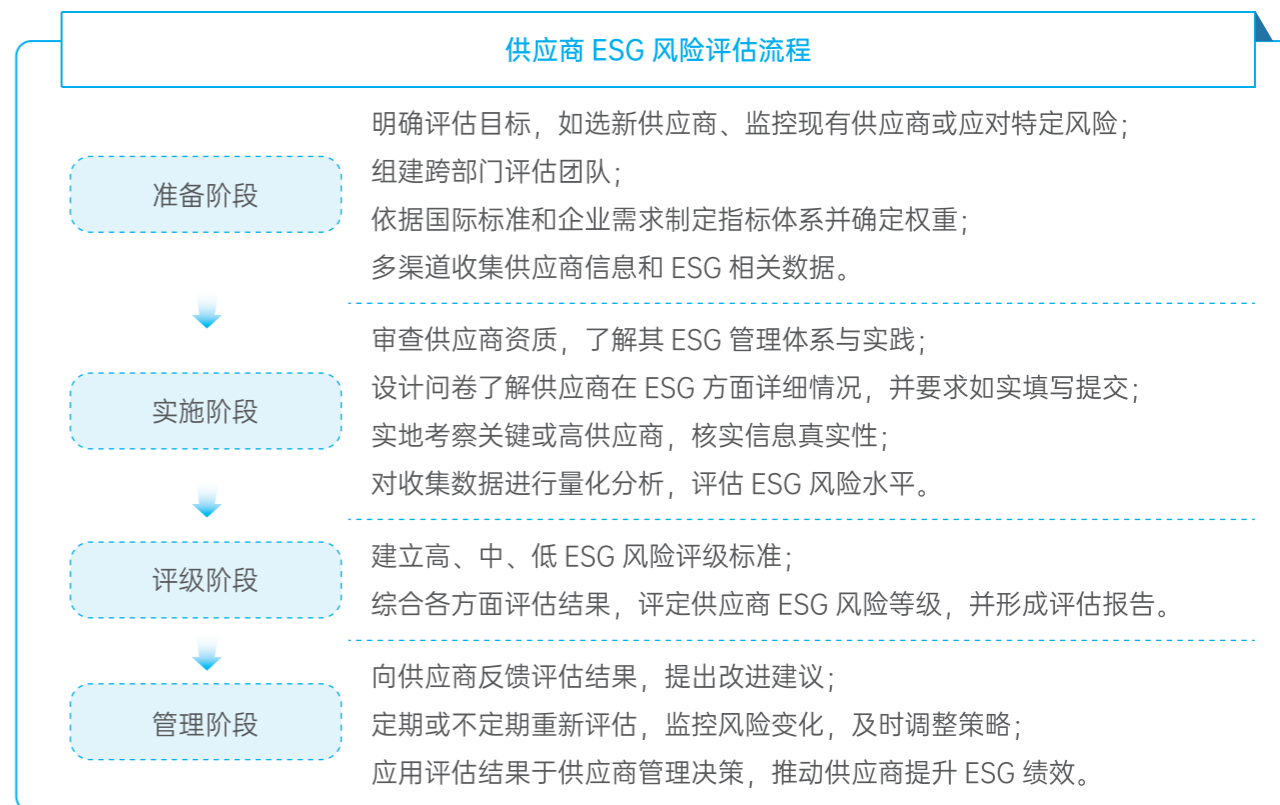 供应商 ESG 风险评估流程
准备阶段
明确评估目标，如选新供应商、监控现有供应商或应对特定风险；
组建跨部门评估团队；
依据国际标准和企业需求制定指标体系并确定权重；
多渠道收集供应商信息和 ESG 相关数据。
实施阶段
审查供应商资质，了解其 ESG 管理体系与实践；
设计问卷了解供应商在 ESG 方面详细情况，并要求如实填写提交；
实地考察关键或高供应商，核实信息真实性；
对收集数据进行量化分析，评估 ESG 风险水平。
评级阶段
建立高、中、低 ESG 风险评级标准；
综合各方面评估结果，评定供应商 ESG 风险等级，并形成评估报告。
管理阶段
向供应商反馈评估结果，提出改进建议；
定期或不定期重新评估，监控风险变化，及时调整策略；
应用评估结果于供应商管理决策，推动供应商提升 ESG 绩效。